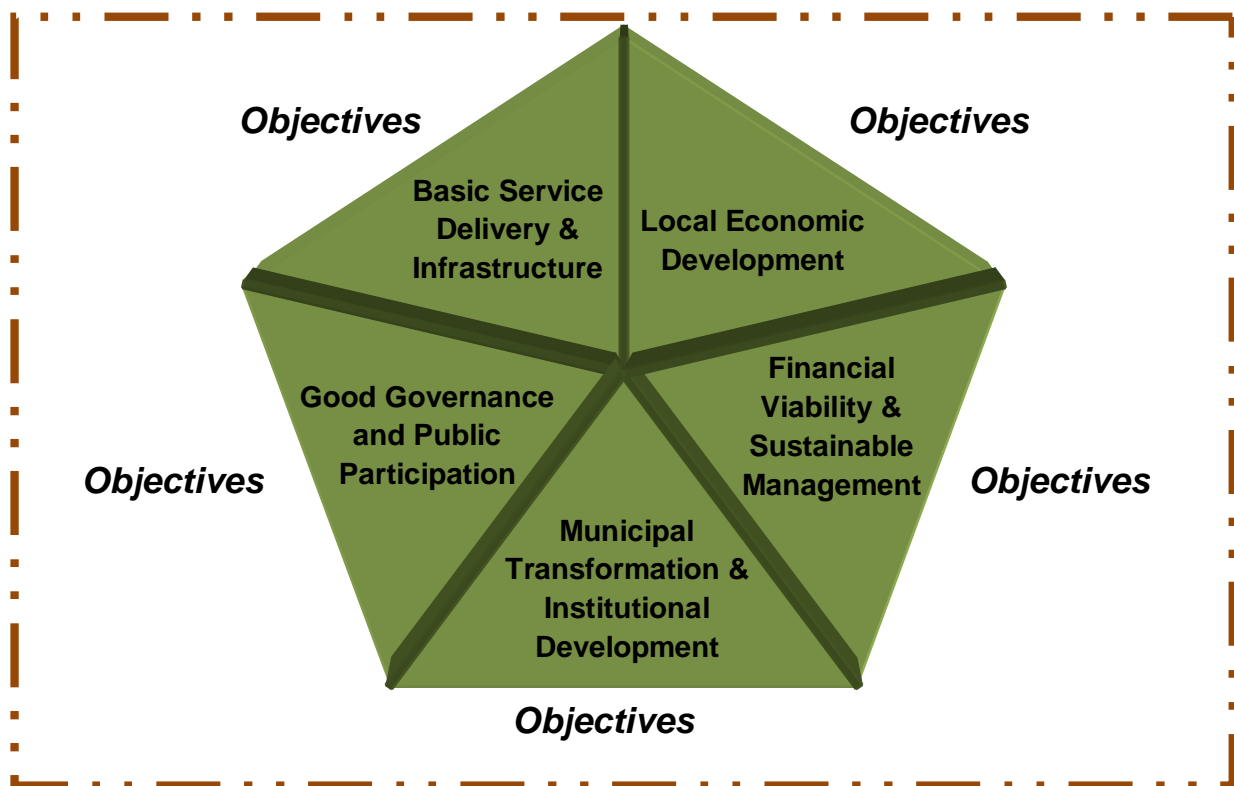 Objectives
Objectives
Basic Service
Delivery &
Infrastructure
Local Economic
Development
Good Governance
and Public
Participation
Financial
Viability &
Sustainable
Management
Objectives
Objectives
Municipal
Transformation &
Institutional
Development
Objectives